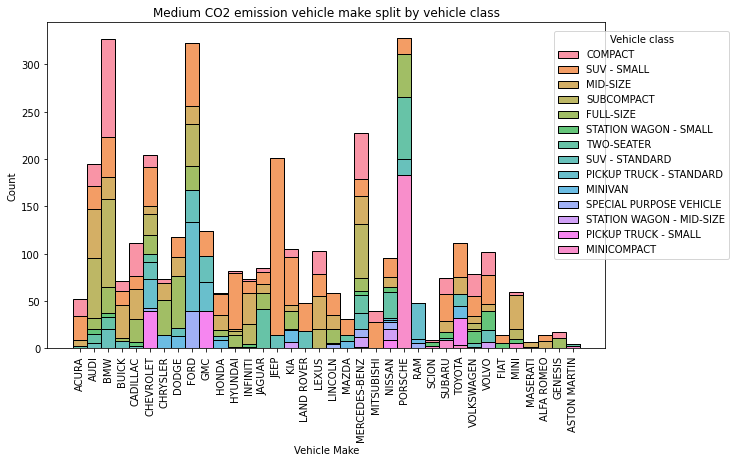 Medium CO2 emission vehicle make split by vehicle class
Count
300
250
200
150
100
50
0
Vehicle class
COMPACT
SUV - SMALL
MID-SIZE
SUBCOMPACT
FULL-SIZE
STATION WAGON - SMALL
TWO-SEATER
SUV - STANDARD
PICKUP TRUCK - STANDARD
MINIVAN
SPECIAL PURPOSE VEHICLE
STATION WAGON - MID-SIZE
PICKUP TRUCK - SMALL
MINICOMPACT
ACURA
AUDI
BMW
BUICK
CADILLAC
CHEVROLET
CHRYSLER
DODGE
FORD
GMC
HONDA
HYUNDAI
INFINITI
JAGUAR
JEEP
KIA
LAND ROVER
LEXUS
LINCOLN
MAZDA
MERCEDES-BENZ
MITSUBISHI
NISSAN
PORSCHE
RAM
SCION
SUBARU
TOYOTA
VOLKSWAGEN
VOLVO
FIAT
MINI
MASERATI
ALFA ROMEO
GENESIS
ASTON MARTIN
Vehicle Make